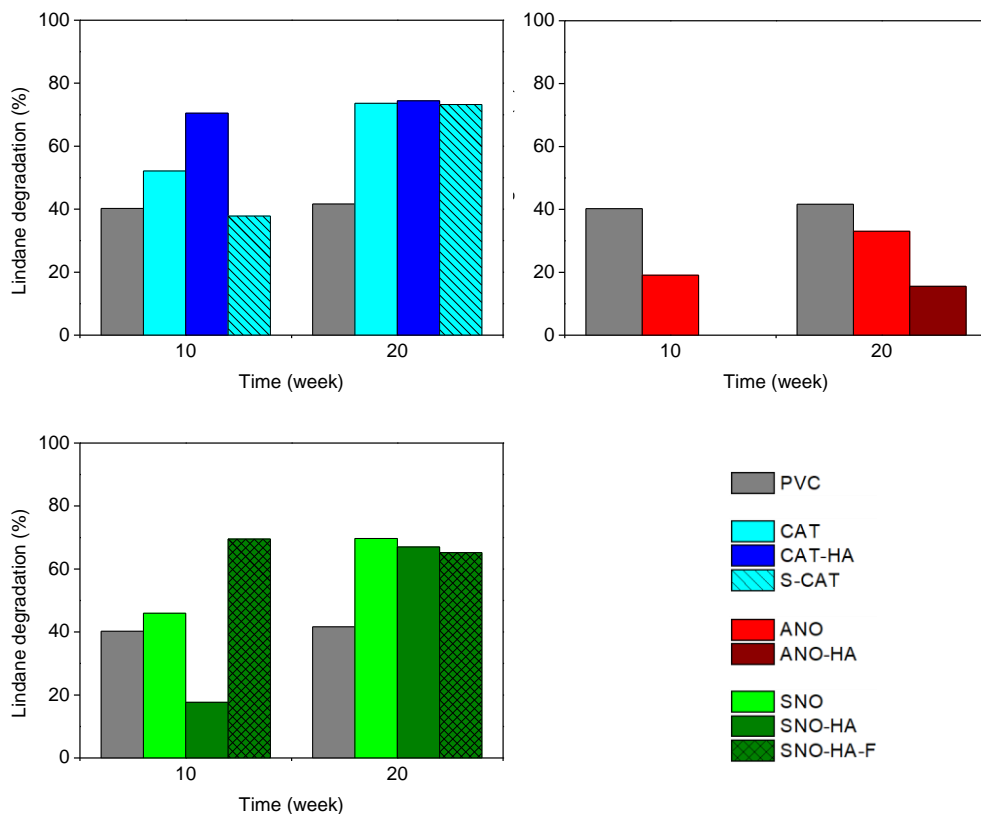 100
80
60
40
20
0
Lindane degradation (%)
10
20
Time (week)
100
80
60
40
20
0
10
20
Time (week)
100
80
60
40
20
0
Lindane degradation (%)
10
20
Time (week)
PVC
CAT
CAT-HA
S-CAT
ANO
ANO-HA
SNO
SNO-HA
SNO-HA-F